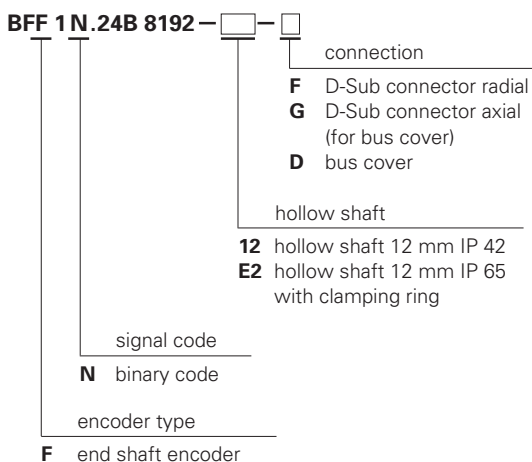 BFF 1 N.24B 8192 – –
connection
F D-Sub connector radial
G D-Sub connector axial
(for bus cover)
D bus cover
hollow shaft
12 hollow shaft 12 mm IP 42
E2 hollow shaft 12 mm IP 65
with clamping ring
signal code
N binary code
encoder type
F end shaft encoder